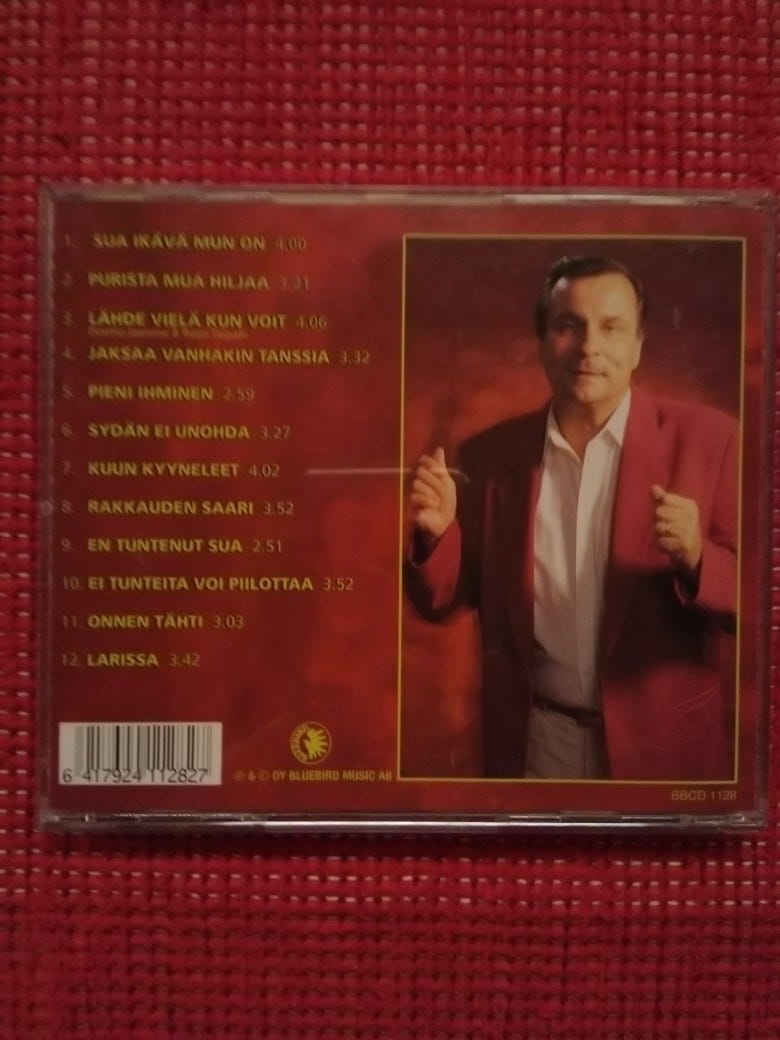 1. SUA IKÄVÄ MUN ON 4.00
2. PURISTA MUA HILJAA 3.21
3. LÄHDE VIELÄ KUN VOIT 4.06
4. JAKSAA VANHAKIN TANSSIA 3.32
5. PIENI IHMINEN 2.59
6. SYDÄN EI UNOHDA 3.27
7. KUUN KYYNELEET 4.02
8. RAKKAUDEN SAARI 3.52
9. EN TUNTENUT SUA 2.51
10. EI TUNTEITA VOI PIILOTTAA 3.52
11. ONNEN TÄHTI 3.03
12. LARISSA 3.42
BLUEBIRD
6 417924 112827
℗ & © OY BLUEBIRD MUSIC AB
BBCD 1128